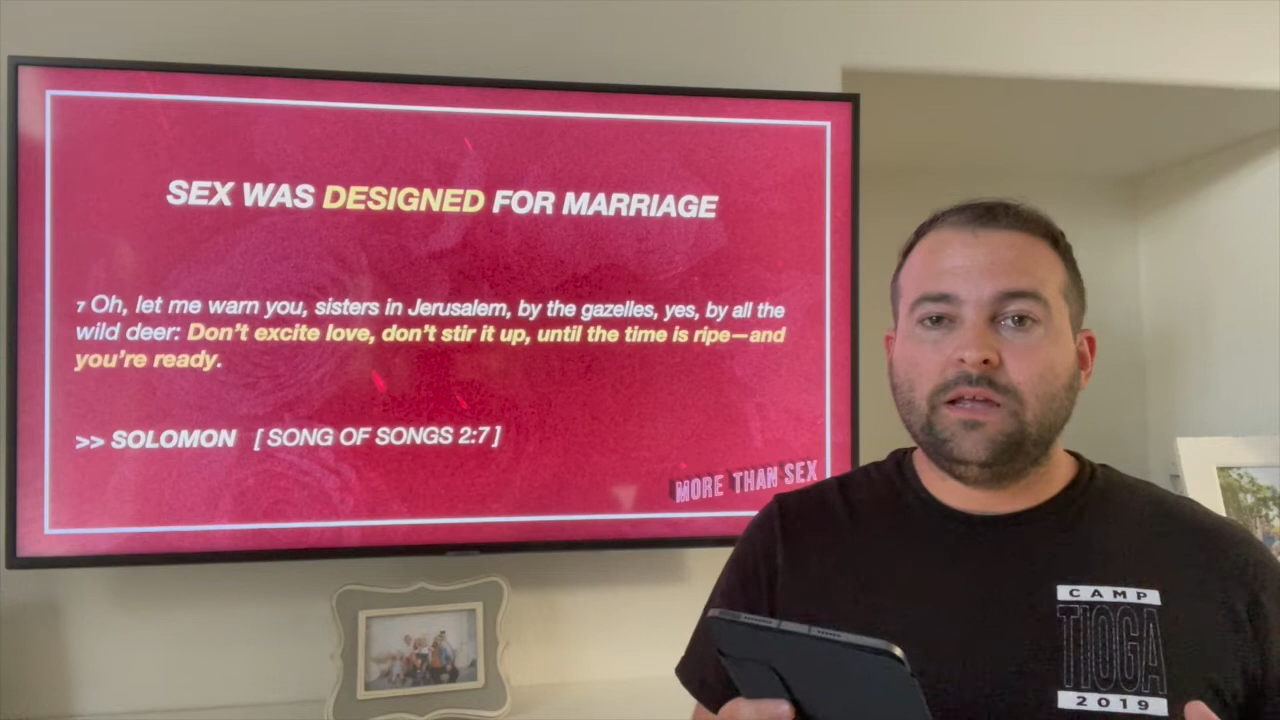 SEX WAS DESIGNED FOR MARRIAGE
7 Oh, let me warn you, sisters in Jerusalem, by the gazelles, yes, by all the
wild deer: Don’t excite love, don’t stir it up, until the time is ripe—and
you’re ready.
>> SOLOMON [ SONG OF SONGS 2:7 ]
MORE THAN SEX
CAMP
TIOGA
2019